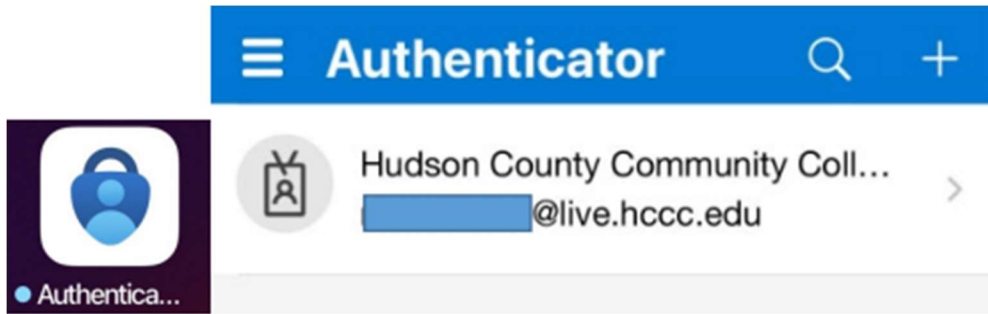 Authenticator
Hudson County Community Coll...
@live.hccc.edu
Authentica...